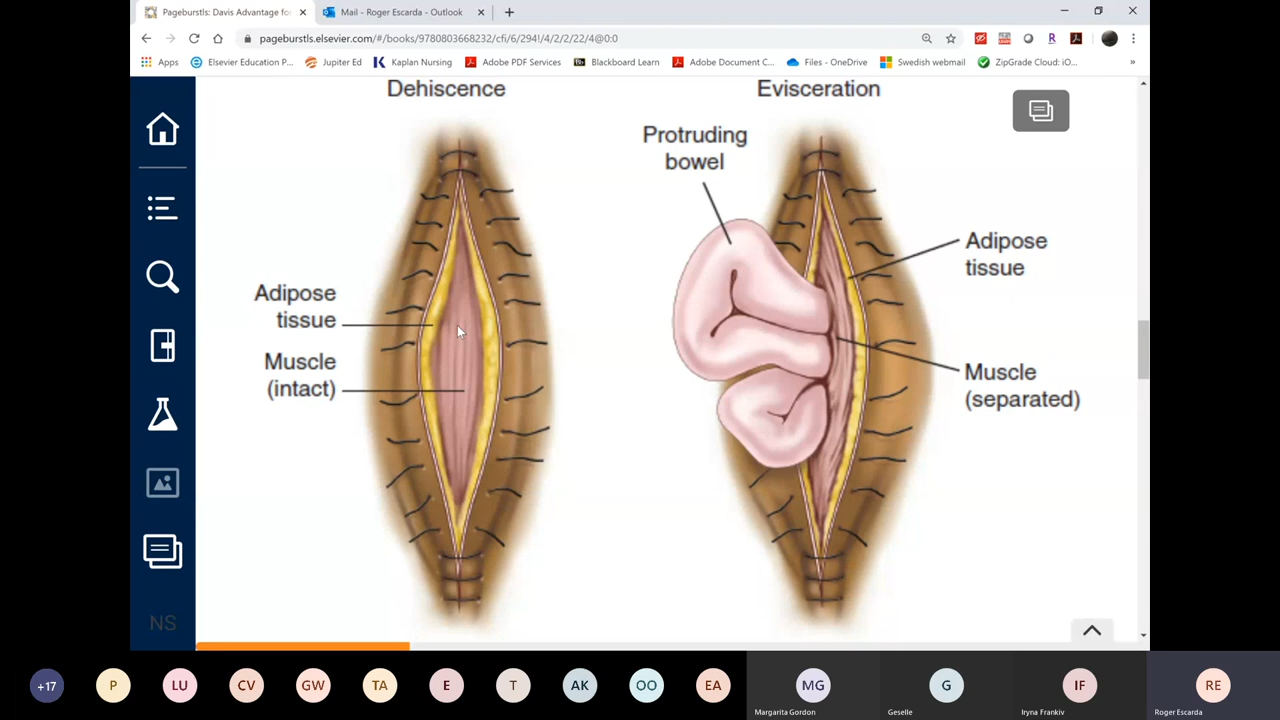 Pageburstls: Davis Advantage fo
Mail - Roger Escarda - Outlook
pageburstls.elsevier.com/#/books/9780803668232/cfi/6/294!/4/2/2/22/4@0:0
Apps
Elsevier Education P...
Jupiter Ed
Kaplan Nursing
Adobe PDF Services
Blackboard Learn
Adobe Document C...
Files - OneDrive
Swedish webmail
ZipGrade Cloud: iO...
Dehiscence
Evisceration
Protruding
bowel
Adipose
tissue
Adipose
tissue
Muscle
(intact)
Muscle
(separated)
NS
+17
P
LU
CV
GW
TA
E
T
AK
OO
EA
MG
G
IF
RE
Margarita Gordon
Geselle
Iryna Frankiv
Roger Escarda